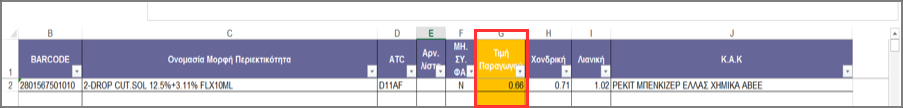 B C D E F G H I J
1 BARCODE Ονομασία Μορφή Περιεκτικότητα ATC Αρν. λίστα ΜΗ. ΣΥ. ΦΑ Τιμή Παραγωγ Χονδρική Λιανική Κ.Α.Κ
2 2801567501010 2-DROP CUT.SOL 12.5%+3.11% FLX10ML D11AF N 0.66 0.71 1.02 ΡΕΚΙΤ ΜΠΕΝΚΙΖΕΡ ΕΛΛΑΣ ΧΗΜΙΚΑ ΑΒΕΕ